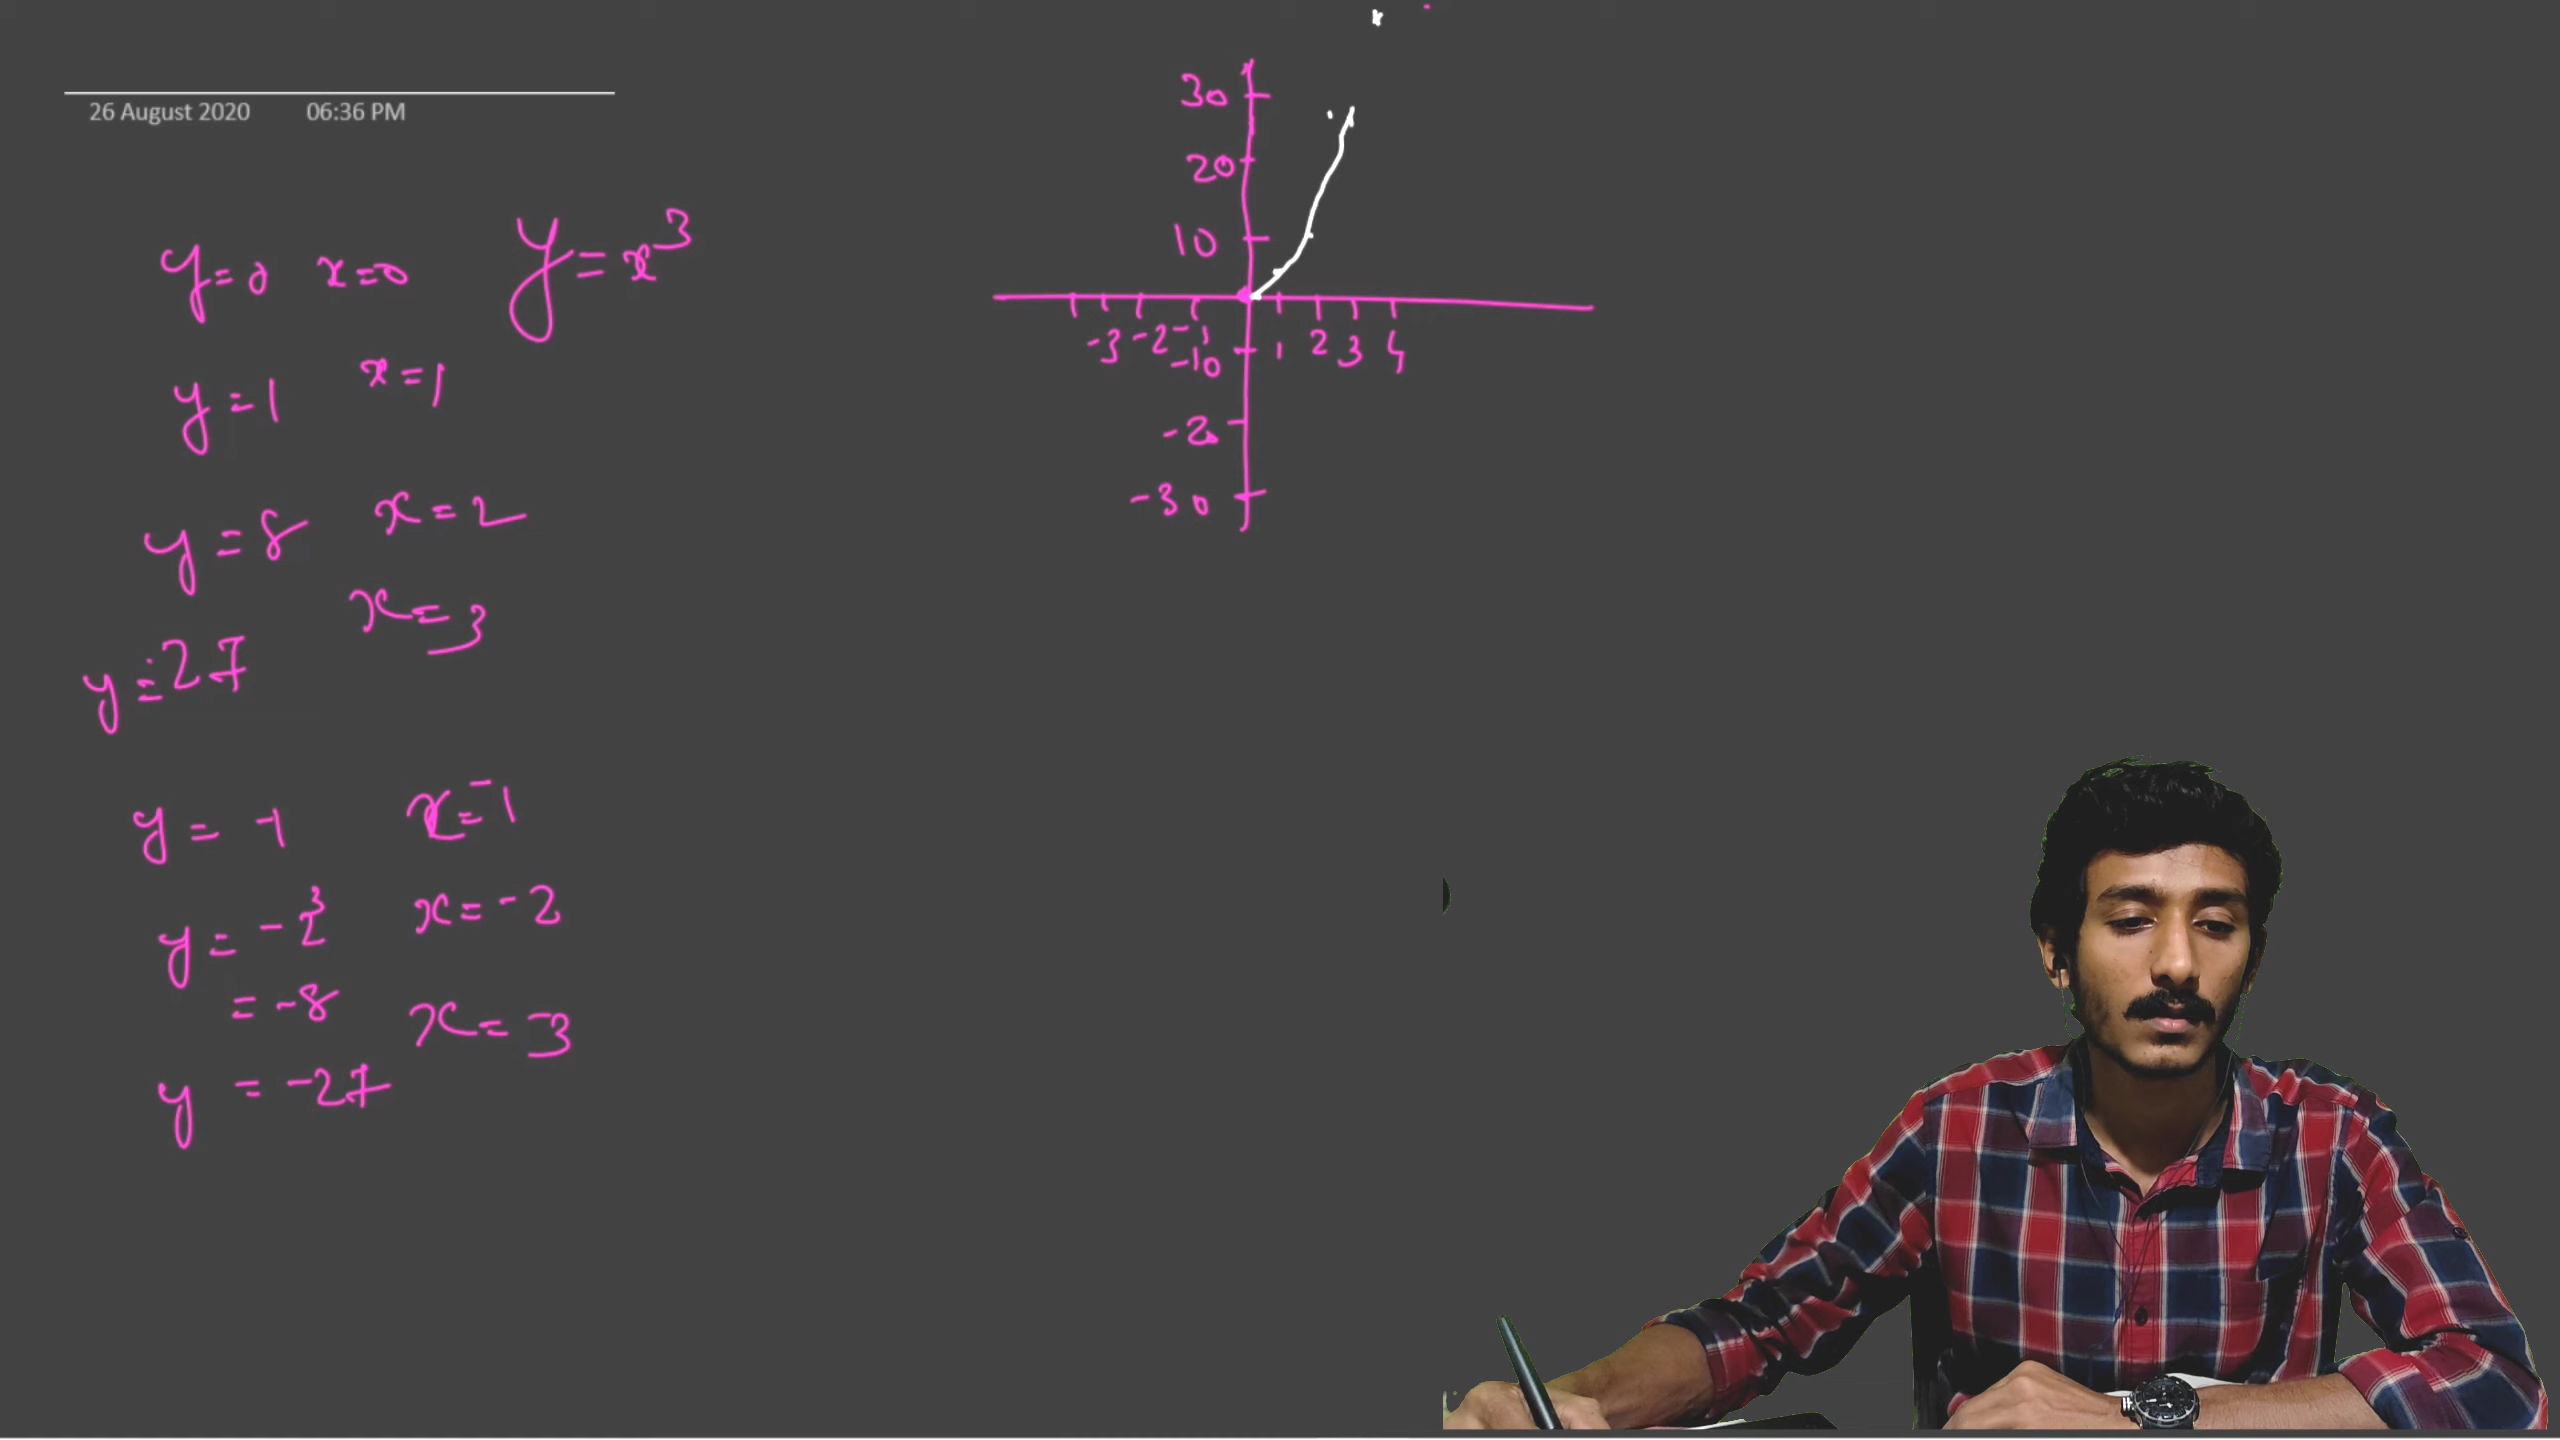 26 August 2020 06:36 PM
y=0 x=0 y=x³
y=1 x=1
y=8 x=2
y=27 x=3
y=-1 x=-1
y=-2³ x=-2
=-8 x=-3
y=-27
30
20
10
-3 -2 -1 1 2 3 4
-10
-20
-30